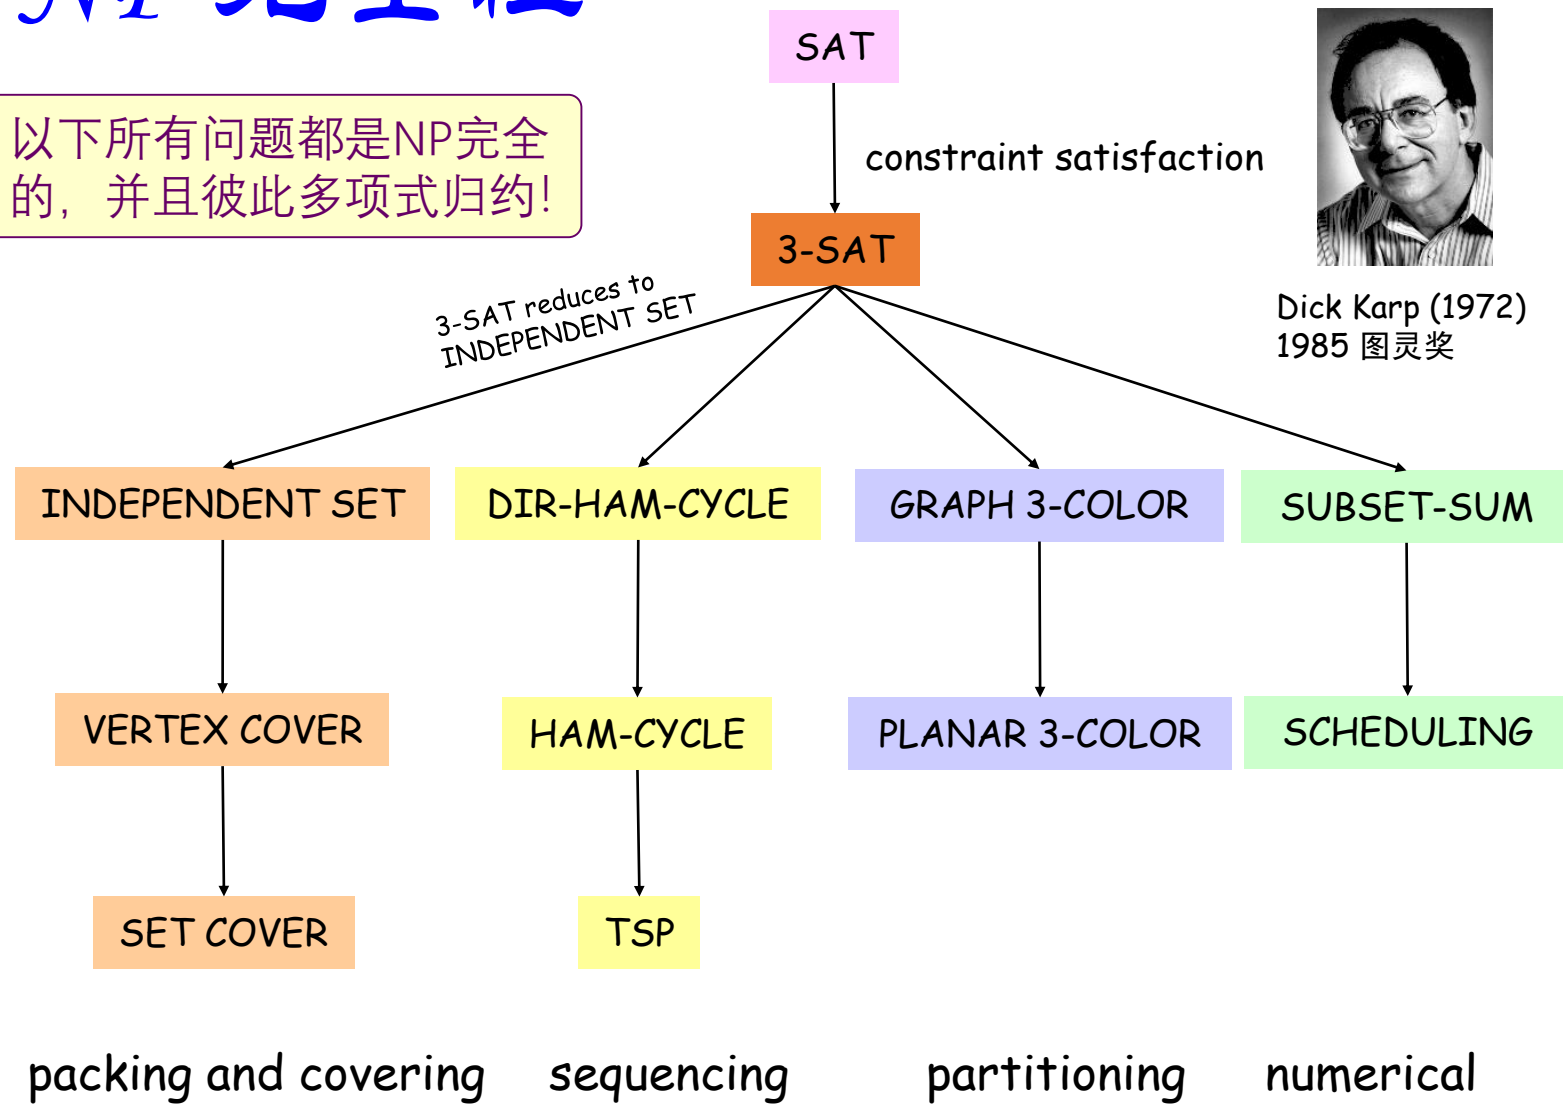 以下所有问题都是NP完全
的，并且彼此多项式归约!
SAT
constraint satisfaction
3-SAT
3-SAT reduces to
INDEPENDENT SET
Dick Karp (1972)
1985 图灵奖
INDEPENDENT SET
DIR-HAM-CYCLE
GRAPH 3-COLOR
SUBSET-SUM
VERTEX COVER
HAM-CYCLE
PLANAR 3-COLOR
SCHEDULING
SET COVER
TSP
packing and covering
sequencing
partitioning
numerical